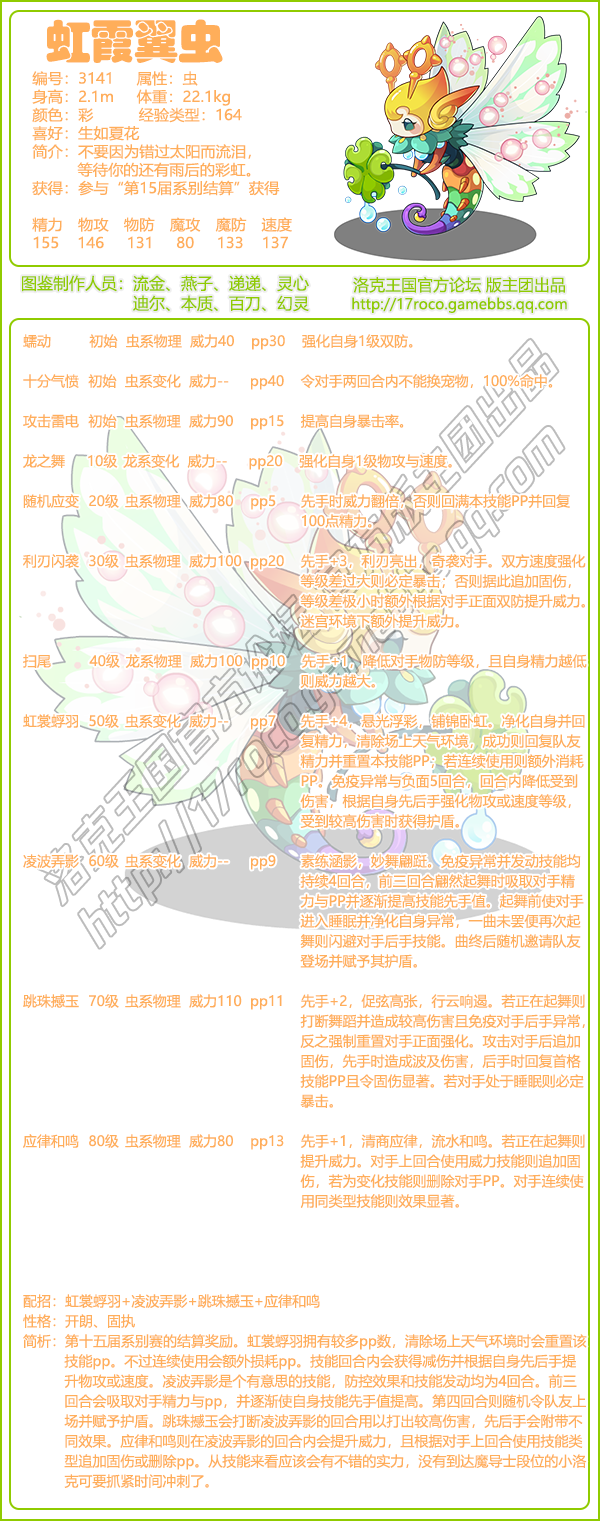 虹霞翼虫
编号：3141 属性：虫
身高：2.1m 体重：22.1kg
颜色：彩 经验类型：164
喜好：生如夏花
简介：不要因为错过太阳而流泪，
等待你的还有雨后的彩虹。
获得：参与“第15届系别结算”获得
精力 物攻 物防 魔攻 魔防 速度
155 146 131 80 133 137
图鉴制作人员：流金、燕子、递递、灵心
迪尔、本质、百刀、幻灵
洛克王国官方论坛 版主团出品
http://17roco.gamebbs.qq.com
蠕动 初始 虫系物理 威力40 pp30 强化自身1级双防。
十分气愤 初始 虫系变化 威力-- pp40 令对手两回合内不能换宠物，100%命中。
攻击雷电 初始 虫系物理 威力90 pp15 提高自身暴击率。
龙之舞 10级 龙系变化 威力-- pp20 强化自身1级物攻与速度。
随机应变 20级 虫系物理 威力80 pp5 先手时威力翻倍，否则回满本技能PP并回复
100点精力。
利刃闪袭 30级 虫系物理 威力100 pp20 先手+3，利刃亮出，奇袭对手。双方速度强化
等级差过大则必定暴击；否则据此追加固伤，
等级差极小时额外根据对手正面双防提升威力。
迷宫环境下额外提升威力。
扫尾 40级 龙系物理 威力100 pp10 先手+1，降低对手物防等级，且自身精力越低
则威力越大。
虹裳蜉羽 50级 虫系变化 威力-- pp7 先手+4，悬光浮彩，铺锦卧虹。净化自身并回
复精力，清除场上天气环境，成功则回复队友
精力并重置本技能PP；若连续使用则额外消耗
PP。免疫异常与负面5回合，回合内降低受到
伤害，根据自身先后手强化物攻或速度等级，
受到较高伤害时获得护盾。
凌波弄影 60级 虫系变化 威力-- pp9 素练涵影，妙舞翩跹。免疫异常并发动技能均
持续4回合，前三回合翩然起舞时吸取对手精
力与PP并逐渐提高技能先手值。起舞前使对手
进入睡眠并净化自身异常，一曲未罢便再次起
舞则闪避对手后手技能。曲终后随机邀请队友
登场并赋予其护盾。
跳珠撼玉 70级 虫系物理 威力110 pp11 先手+2，促弦高张，行云响遏。若正在起舞则
打断舞蹈并造成较高伤害且免疫对手后手异常，
反之强制重置对手正面强化。攻击对手后追加
固伤，先手时造成波及伤害，后手时回复首格
技能PP且令固伤显著。若对手处于睡眠则必定
暴击。
应律和鸣 80级 虫系物理 威力80 pp13 先手+1，清商应律，流水和鸣。若正在起舞则
提升威力。对手上回合使用威力技能则追加固
伤，若为变化技能则删除对手PP。对手连续使
用同类型技能则效果显著。
配招：虹裳蜉羽+凌波弄影+跳珠撼玉+应律和鸣
性格：开朗、固执
简析：第十五届系别赛的结算奖励。虹裳蜉羽拥有较多pp数，清除场上天气环境时会重置该
技能pp。不过连续使用会额外损耗pp。技能回合内会获得减伤并根据自身先后手提
升物攻或速度。凌波弄影是个有意思的技能，防控效果和技能发动均为4回合。前三
回合会吸取对手精力与pp，并逐渐使自身技能先手值提高。第四回合则随机令队友上
场并赋予护盾。跳珠撼玉会打断凌波弄影的回合用以打出较高伤害，先后手会附带不
同效果。应律和鸣则在凌波弄影的回合内会提升威力，且根据对手上回合使用技能类
型追加固伤或删除pp。从技能来看应该会有不错的实力，没有到达魔导士段位的小洛
克可要抓紧时间冲刺了。
洛克王国官方论坛 版主团出品
http://17roco.gamebbs.qq.com